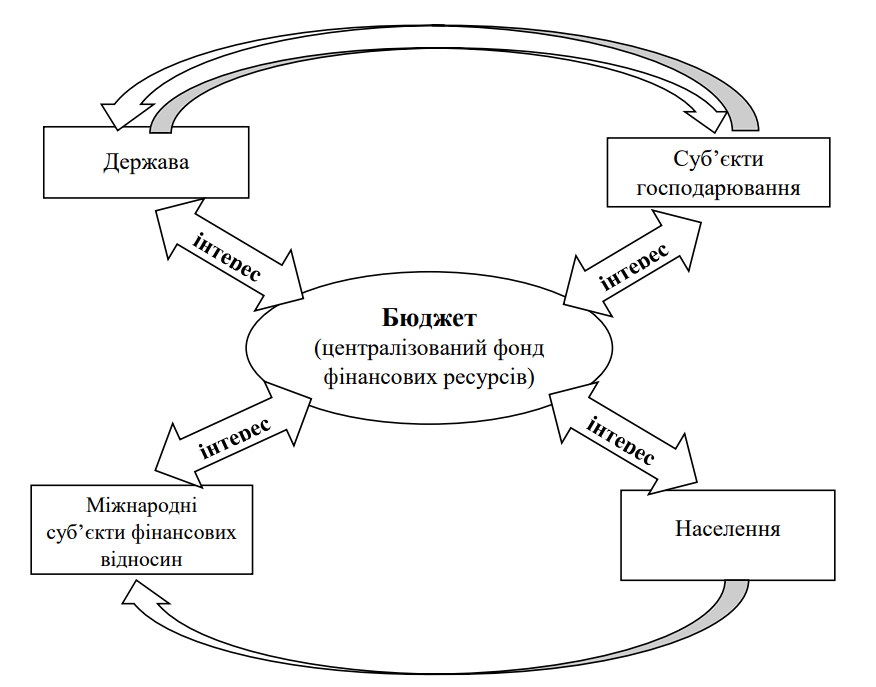 Держава
Суб’єкти
господарювання
інтерес
інтерес
Бюджет
(централізований фонд
фінансових ресурсів)
інтерес
інтерес
Міжнародні
суб’єкти фінансових
відносин
Населення